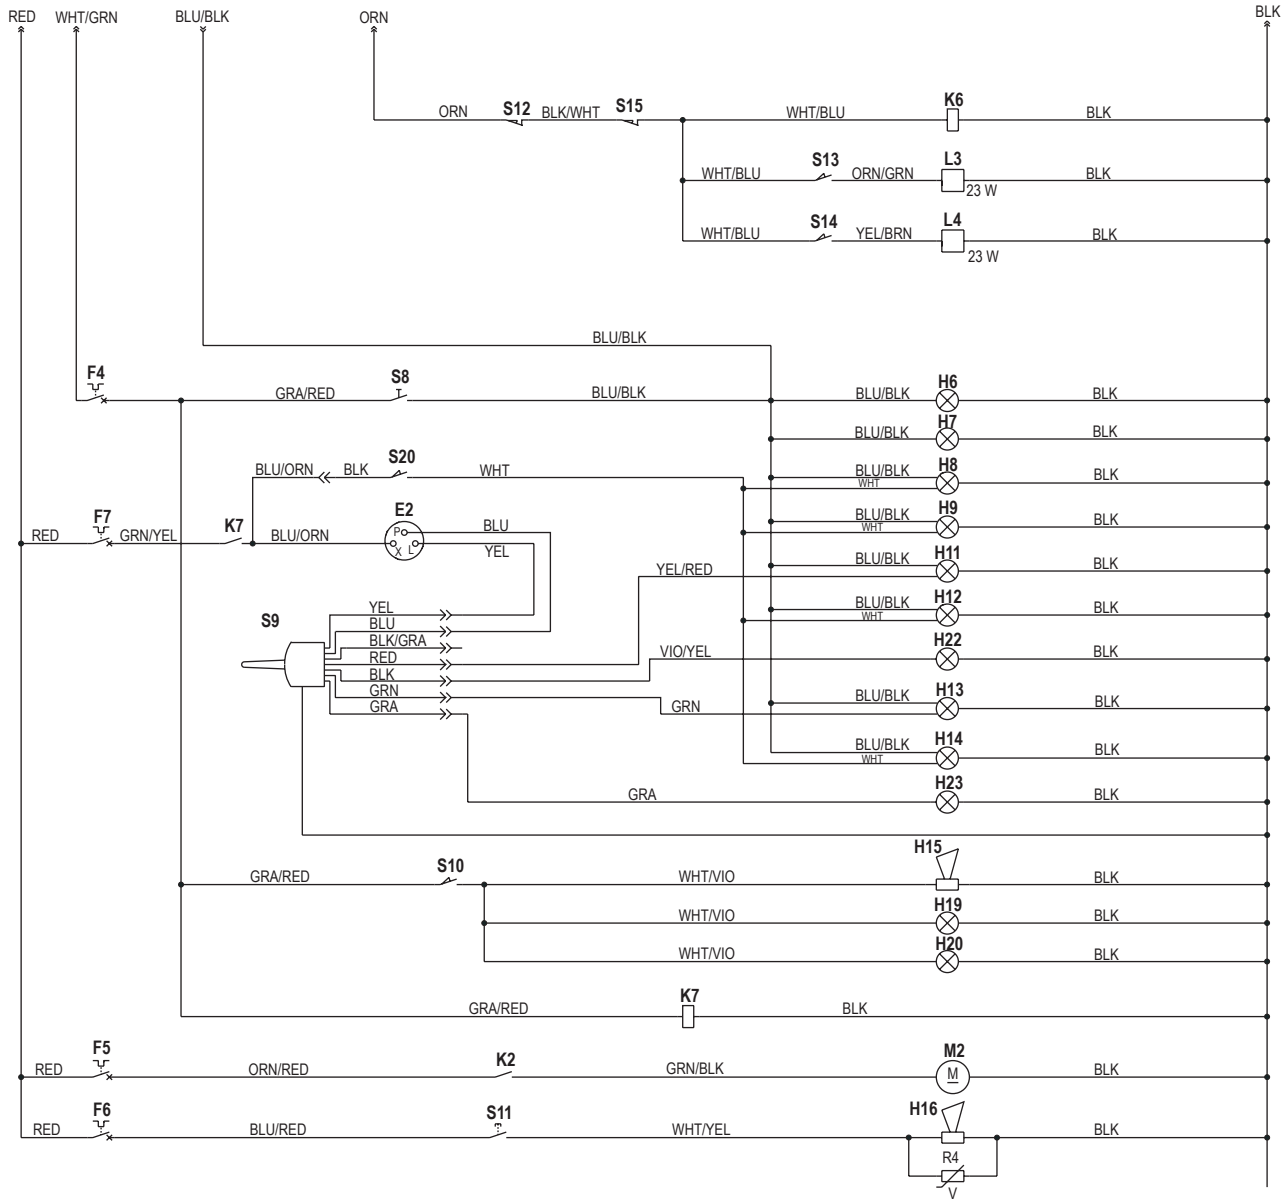 RED WHT/GRN BLU/BLK ORN BLK
ORN S12 BLK/WHT S15 WHT/BLU K6 BLK
WHT/BLU S13 ORN/GRN L3 BLK
23 W
WHT/BLU S14 YEL/BRN L4 BLK
23 W
BLU/BLK
F4 GRA/RED S8 BLU/BLK BLU/BLK H6 BLK
BLU/BLK H7 BLK
BLU/ORN BLK S20 WHT BLU/BLK H8 BLK
WHT
RED F7 GRN/YEL K7 BLU/ORN E2 BLU BLU/BLK H9 BLK
P X L YEL WHT
YEL/RED BLU/BLK H11 BLK
S9 YEL BLU/BLK H12 BLK
BLU WHT
BLK/GRA
RED VIO/YEL H22 BLK
BLK
GRN GRN BLU/BLK H13 BLK
GRA
BLU/BLK H14 BLK
WHT
GRA H23 BLK
GRA/RED S10 WHT/VIO H15 BLK
WHT/VIO H19 BLK
WHT/VIO H20 BLK
GRA/RED K7 BLK
RED F5 ORN/RED K2 GRN/BLK M2 BLK
M
RED F6 BLU/RED S11 WHT/YEL H16 BLK
R4
V